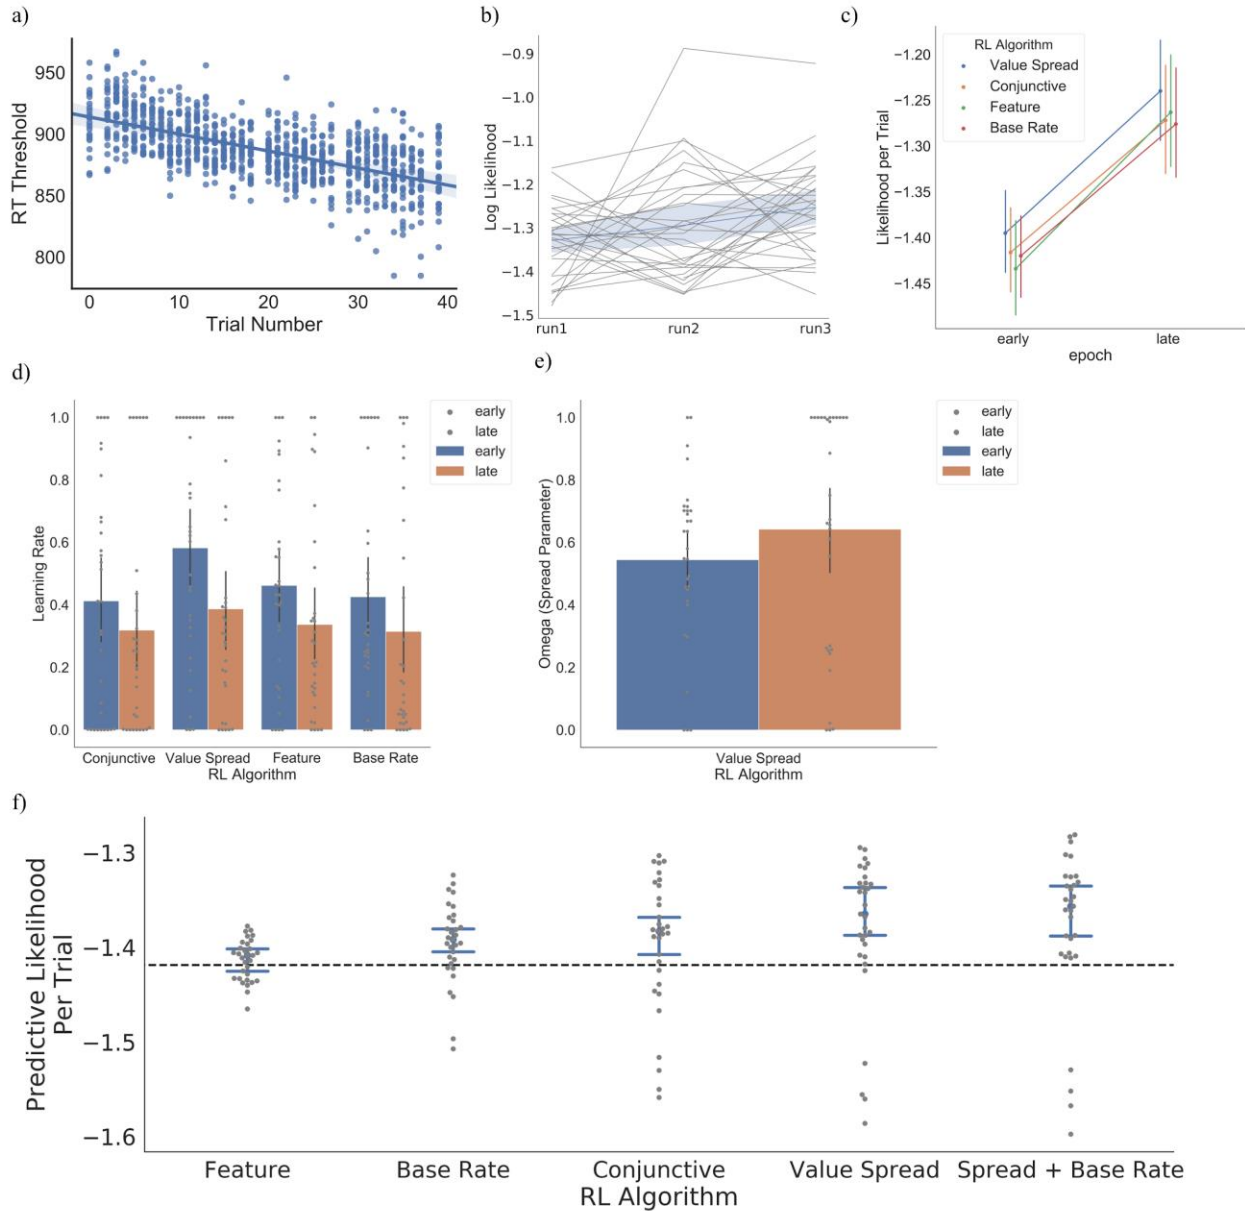 a)
RT Threshold
950
900
850
800
0
10
20
30
40
Trial Number
b)
Log Likelihood
−0.9
−1.0
−1.1
−1.2
−1.3
−1.4
−1.5
run1
run2
run3
c)
Likelihood per Trial
−1.20
−1.25
−1.30
−1.35
−1.40
−1.45
RL Algorithm
Value Spread
Conjunctive
Feature
Base Rate
early
late
epoch
d)
Learning Rate
1.0
0.8
0.6
0.4
0.2
0.0
early
late
early
late
Conjunctive
Value Spread
Feature
Base Rate
RL Algorithm
e)
Omega (Spread Parameter)
1.0
0.8
0.6
0.4
0.2
0.0
early
late
early
late
Value Spread
RL Algorithm
f)
Predictive Likelihood
Per Trial
−1.3
−1.4
−1.5
−1.6
Feature
Base Rate
Conjunctive
Value Spread
Spread + Base Rate
RL Algorithm